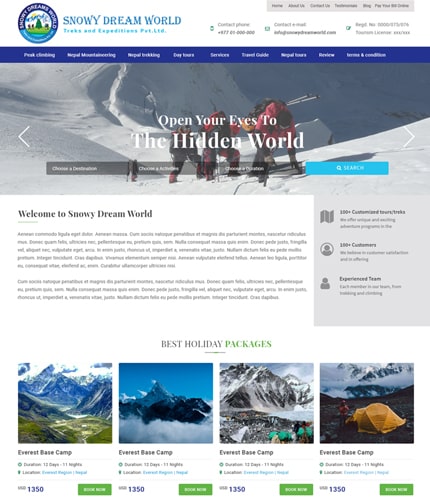 Home About Us Contact Us Testimonials Blog Pay Your Bill Online
SNOWY DREAMS WORLD
SNOWY DREAM WORLD
Treks and Expeditions Pvt.Ltd.
Contact phone:
+977 01-000-000
Contact e-mail:
info@snowydreamworld.com
Regd. No: 0000/075/076
Tourism License: xxx/xxx
Peak climbing Nepal Mountaineering Nepal trekking Day tours Services Travel Guide Nepal tours Review terms & condition
Open Your Eyes To
The Hidden World
Choose a Destination Choose a Activities Choose a Duration SEARCH
Welcome to Snowy Dream World
Aenean commodo ligula eget dolor. Aenean massa. Cum sociis natoque penatibus et magnis dis parturient montes, nascetur ridiculus
mus. Donec quam felis, ultricies nec, pellentesque eu, pretium quis, sem. Nulla consequat massa quis enim. Donec pede justo,
fringilla vel, aliquet nec, vulputate eget, arcu. In enim justo, rhoncus ut, imperdiet a, venenatis vitae, justo. Nullam dictum felis eu pede mollis
pretium. Integer tincidunt. Cras dapibus. Vivamus elementum semper nisi. Aenean vulputate eleifend tellus. Aenean leo ligula, porttitor
eu, consequat vitae, eleifend ac, enim. Curabitur ullamcorper ultricies nisi.
Cum sociis natoque penatibus et magnis dis parturient montes, nascetur ridiculus mus. Donec quam felis, ultricies nec, pellentesque
eu, pretium quis, sem. Nulla consequat massa quis enim. Donec pede justo, fringilla vel, aliquet nec, vulputate eget, arcu. In enim justo,
rhoncus ut, imperdiet a, venenatis vitae, justo. Nullam dictum felis eu pede mollis pretium. Integer tincidunt. Cras dapibus
100+ Customized tours/treks
We offer unique and exciting
adventure programs in the
100+ Customers
We believe in customer satisfaction
and in offering
Experienced Team
Each member in our team, from
trekking and climbing
BEST HOLIDAY PACKAGES
Everest Base Camp
Duration: 12 Days - 11 Nights
Location: Everest Region | Nepal
USD 1350 BOOK NOW
Everest Base Camp
Duration: 12 Days - 11 Nights
Location: Everest Region | Nepal
USD 1350 BOOK NOW
Everest Base Camp
Duration: 12 Days - 11 Nights
Location: Everest Region | Nepal
USD 1350 BOOK NOW
Everest Base Camp
Duration: 12 Days - 11 Nights
Location: Everest Region | Nepal
USD 1350 BOOK NOW